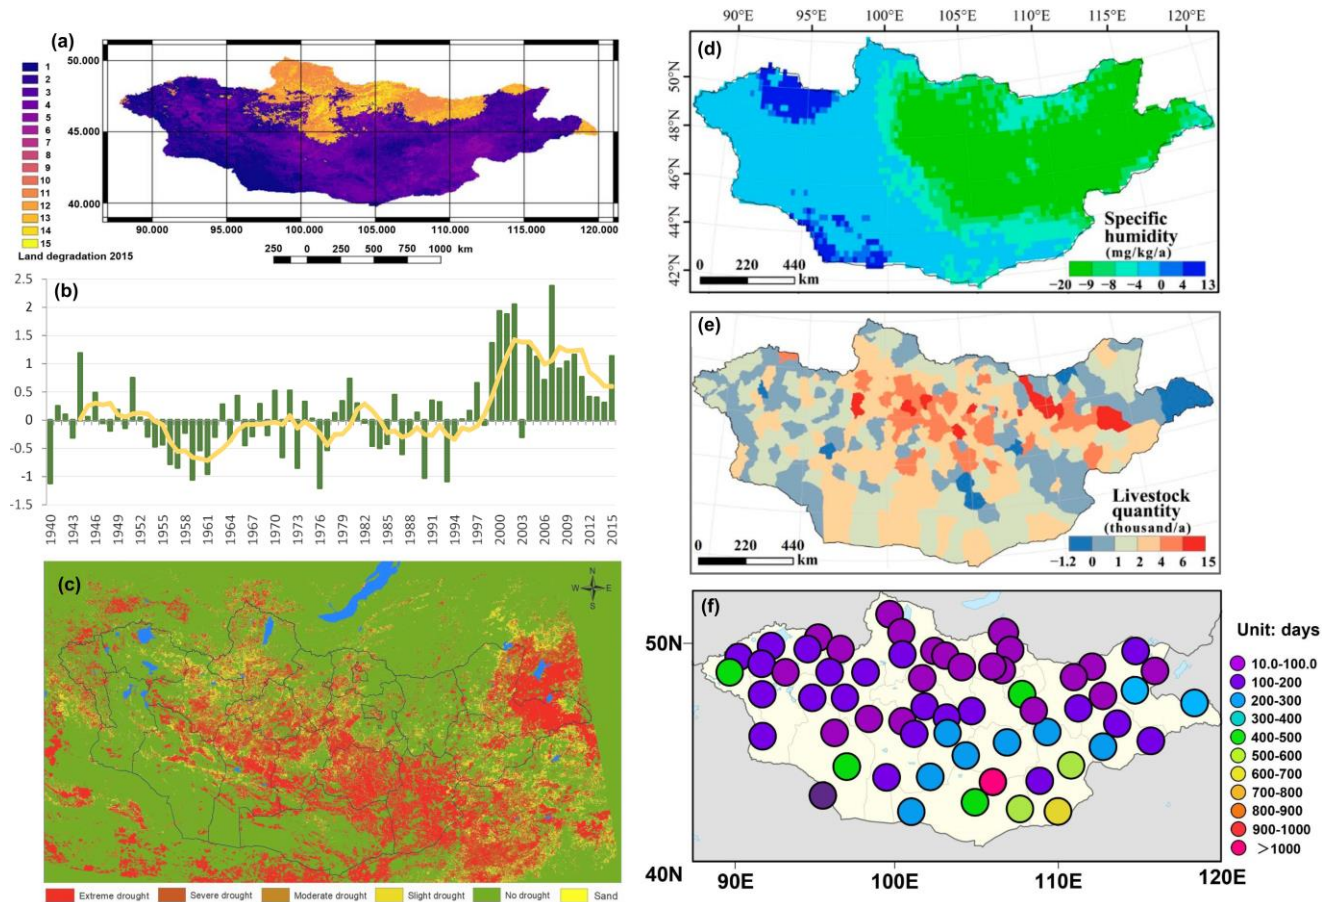 (a)
50.000
45.000
40.000
90.000 95.000 100.000 105.000 110.000 115.000 120.000
1
2
3
4
5
6
7
8
9
10
11
12
13
14
15
Land degradation 2015
250 0 250 500 750 1000 km
(b)
2.5
2
1.5
1
0.5
0
-0.5
-1
-1.5
1940 1943 1946 1949 1952 1955 1958 1961 1964 1967 1970 1973 1976 1979 1982 1985 1988 1991 1994 1997 2000 2003 2006 2009 2012 2015
(c)
N
W E
S
Extreme drought Severe drought Moderate drought Slight drought No drought Sand
90°E 95°E 100°E 105°E 110°E 115°E 120°E
(d)
50°N
48°N
46°N
44°N
42°N
Specific
humidity
(mg/kg/a)
0 220 440
km
−20 −9 −4 0 4 13
(e)
Livestock
quantity
(thousand/a)
0 220 440
km
−1.2 0 1 2 4 6 15
(f)
50N
40N
90E 100E 110E 120E
Unit: days
10.0-100.0
100-200
200-300
300-400
400-500
500-600
600-700
700-800
800-900
900-1000
>1000